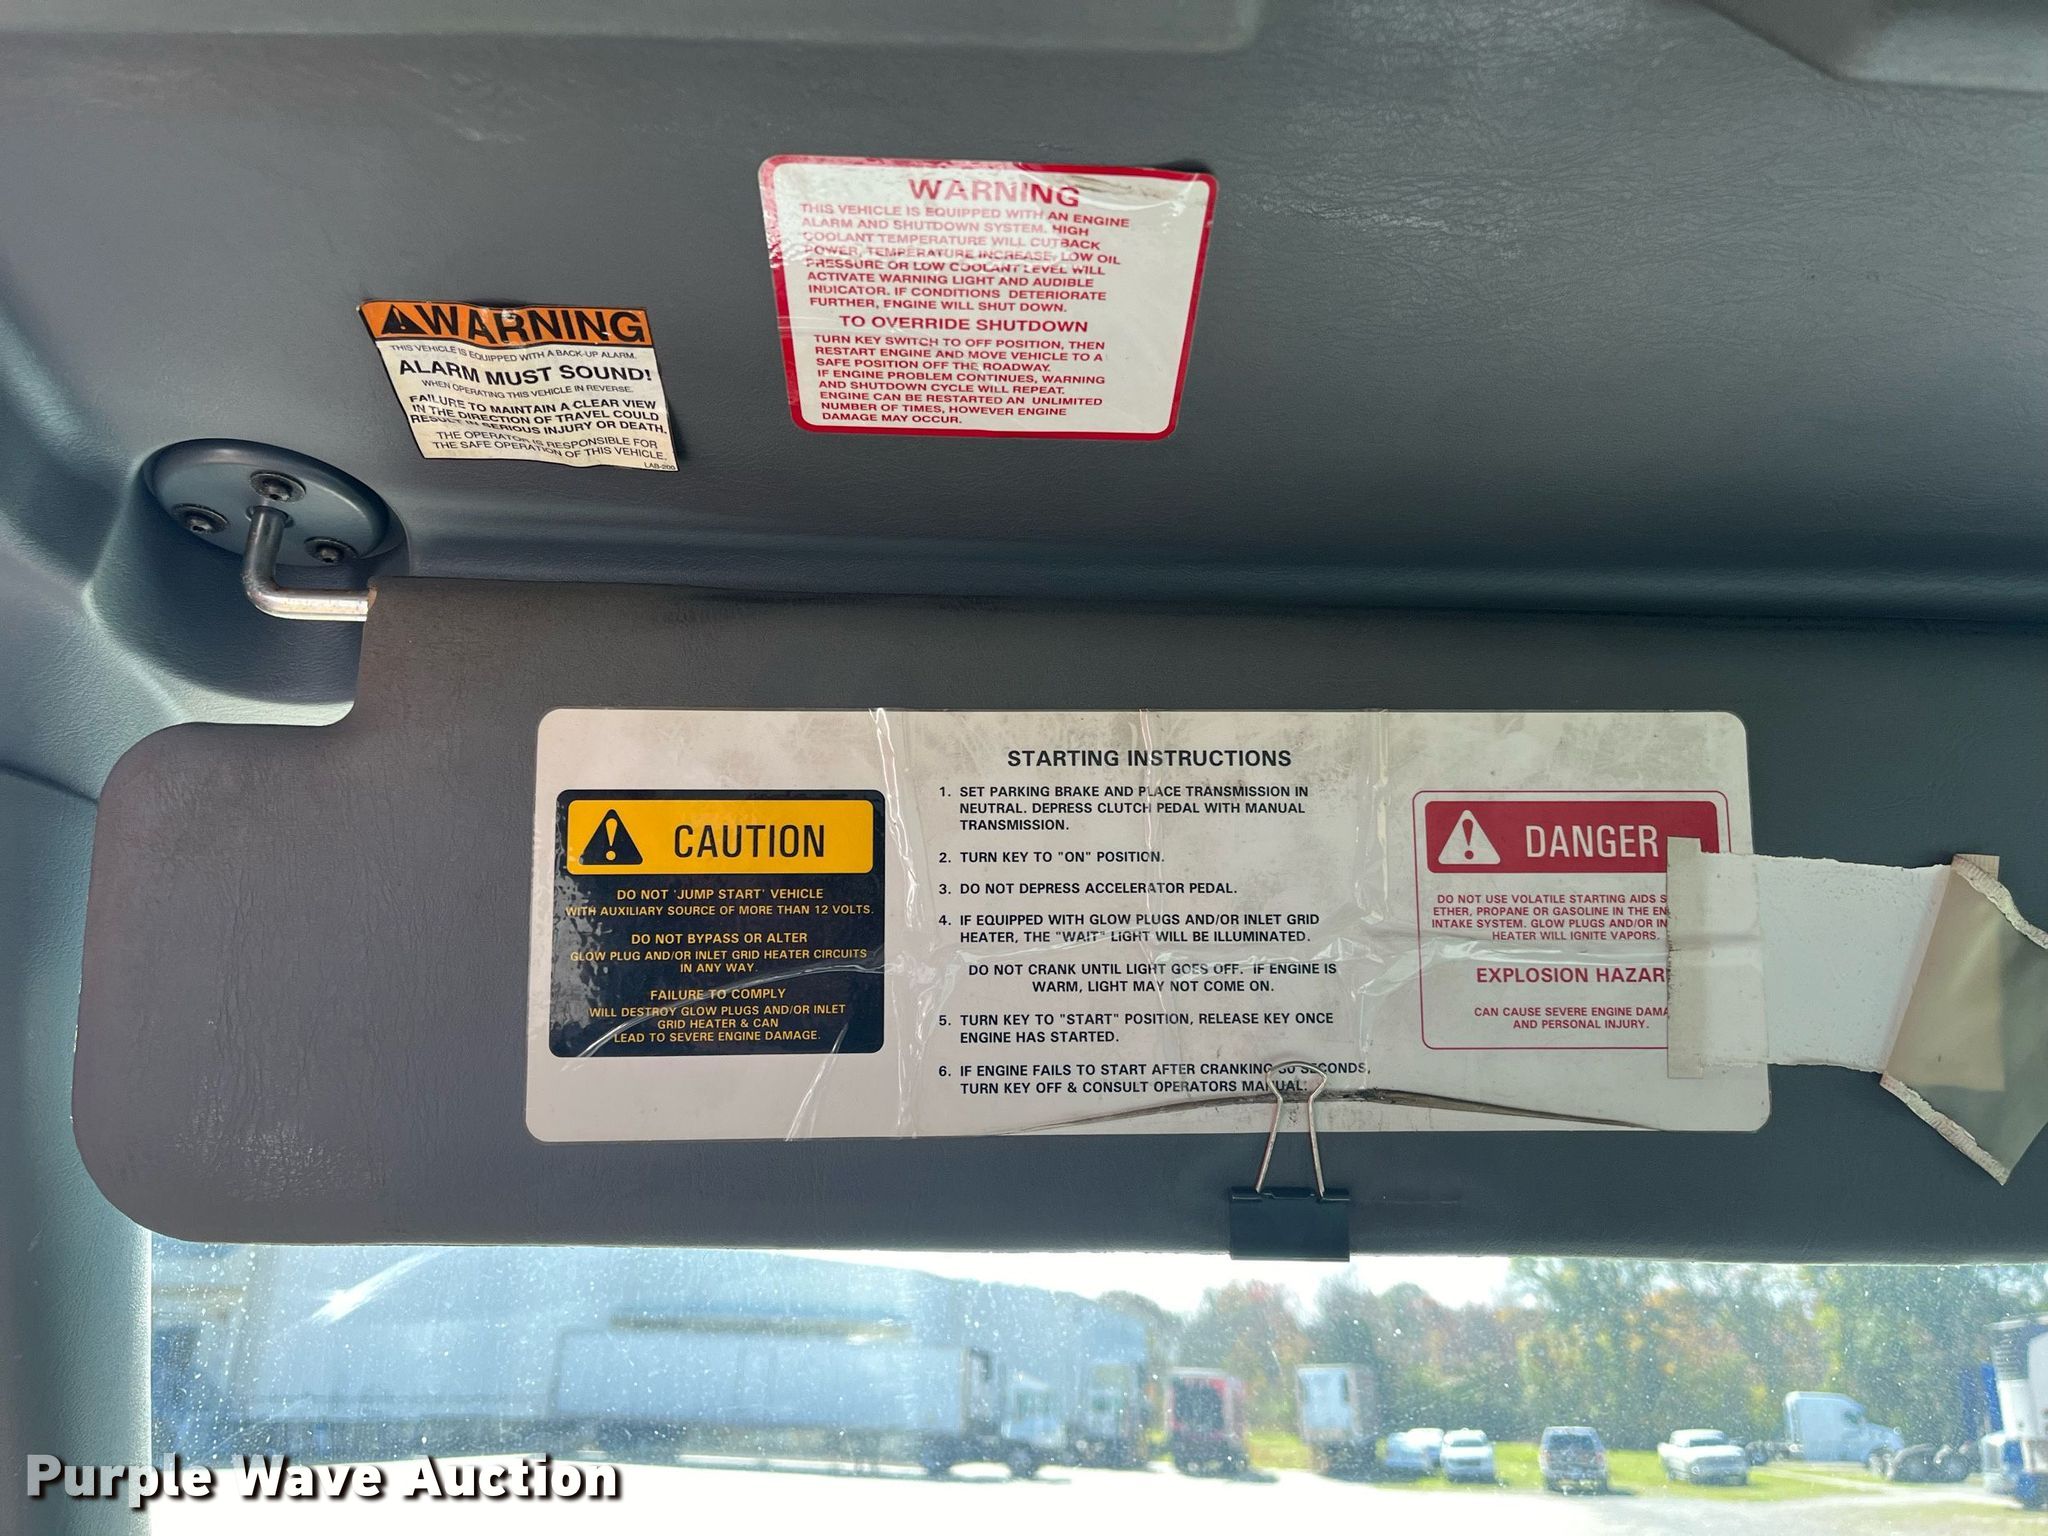 WARNING
THIS VEHICLE IS EQUIPPED WITH AN ENGINE
ALARM AND SHUTDOWN SYSTEM. HIGH
COOLANT TEMPERATURE WILL CUTBACK
POWER, TEMPERATURE INCREASE, LOW OIL
PRESSURE OR LOW COOLANT LEVEL WILL
ACTIVATE WARNING LIGHT AND AUDIBLE
INDICATOR. IF CONDITIONS DETERIORATE
FURTHER, ENGINE WILL SHUT DOWN.
TO OVERRIDE SHUTDOWN
TURN KEY SWITCH TO OFF POSITION, THEN
RESTART ENGINE AND MOVE VEHICLE TO A
SAFE POSITION OFF THE ROADWAY.
IF ENGINE PROBLEM CONTINUES, WARNING
AND SHUTDOWN CYCLE WILL REPEAT.
ENGINE CAN BE RESTARTED AN UNLIMITED
NUMBER OF TIMES, HOWEVER ENGINE
DAMAGE MAY OCCUR.
WARNING
THIS VEHICLE IS EQUIPPED WITH A BACK-UP ALARM.
ALARM MUST SOUND!
WHEN OPERATING THIS VEHICLE IN REVERSE.
FAILURE TO MAINTAIN A CLEAR VIEW
IN THE DIRECTION OF TRAVEL COULD
RESULT IN SERIOUS INJURY OR DEATH.
THE OPERATOR IS RESPONSIBLE FOR
THE SAFE OPERATION OF THIS VEHICLE.
LAB-200
CAUTION
DO NOT 'JUMP START' VEHICLE
WITH AUXILIARY SOURCE OF MORE THAN 12 VOLTS.
DO NOT BYPASS OR ALTER
GLOW PLUG AND/OR INLET GRID HEATER CIRCUITS
IN ANY WAY.
FAILURE TO COMPLY
WILL DESTROY GLOW PLUGS AND/OR INLET
GRID HEATER & CAN
LEAD TO SEVERE ENGINE DAMAGE.
STARTING INSTRUCTIONS
1. SET PARKING BRAKE AND PLACE TRANSMISSION IN
NEUTRAL. DEPRESS CLUTCH PEDAL WITH MANUAL
TRANSMISSION.
2. TURN KEY TO "ON" POSITION.
3. DO NOT DEPRESS ACCELERATOR PEDAL.
4. IF EQUIPPED WITH GLOW PLUGS AND/OR INLET GRID
HEATER, THE "WAIT" LIGHT WILL BE ILLUMINATED.
DO NOT CRANK UNTIL LIGHT GOES OFF. IF ENGINE IS
WARM, LIGHT MAY NOT COME ON.
5. TURN KEY TO "START" POSITION, RELEASE KEY ONCE
ENGINE HAS STARTED.
6. IF ENGINE FAILS TO START AFTER CRANKING 30 SECONDS,
TURN KEY OFF & CONSULT OPERATORS MANUAL.
DANGER
DO NOT USE VOLATILE STARTING AIDS S
ETHER, PROPANE OR GASOLINE IN THE EN
INTAKE SYSTEM. GLOW PLUGS AND/OR IN
HEATER WILL IGNITE VAPORS.
EXPLOSION HAZAR
CAN CAUSE SEVERE ENGINE DAMA
AND PERSONAL INJURY.
Purple Wave Auction